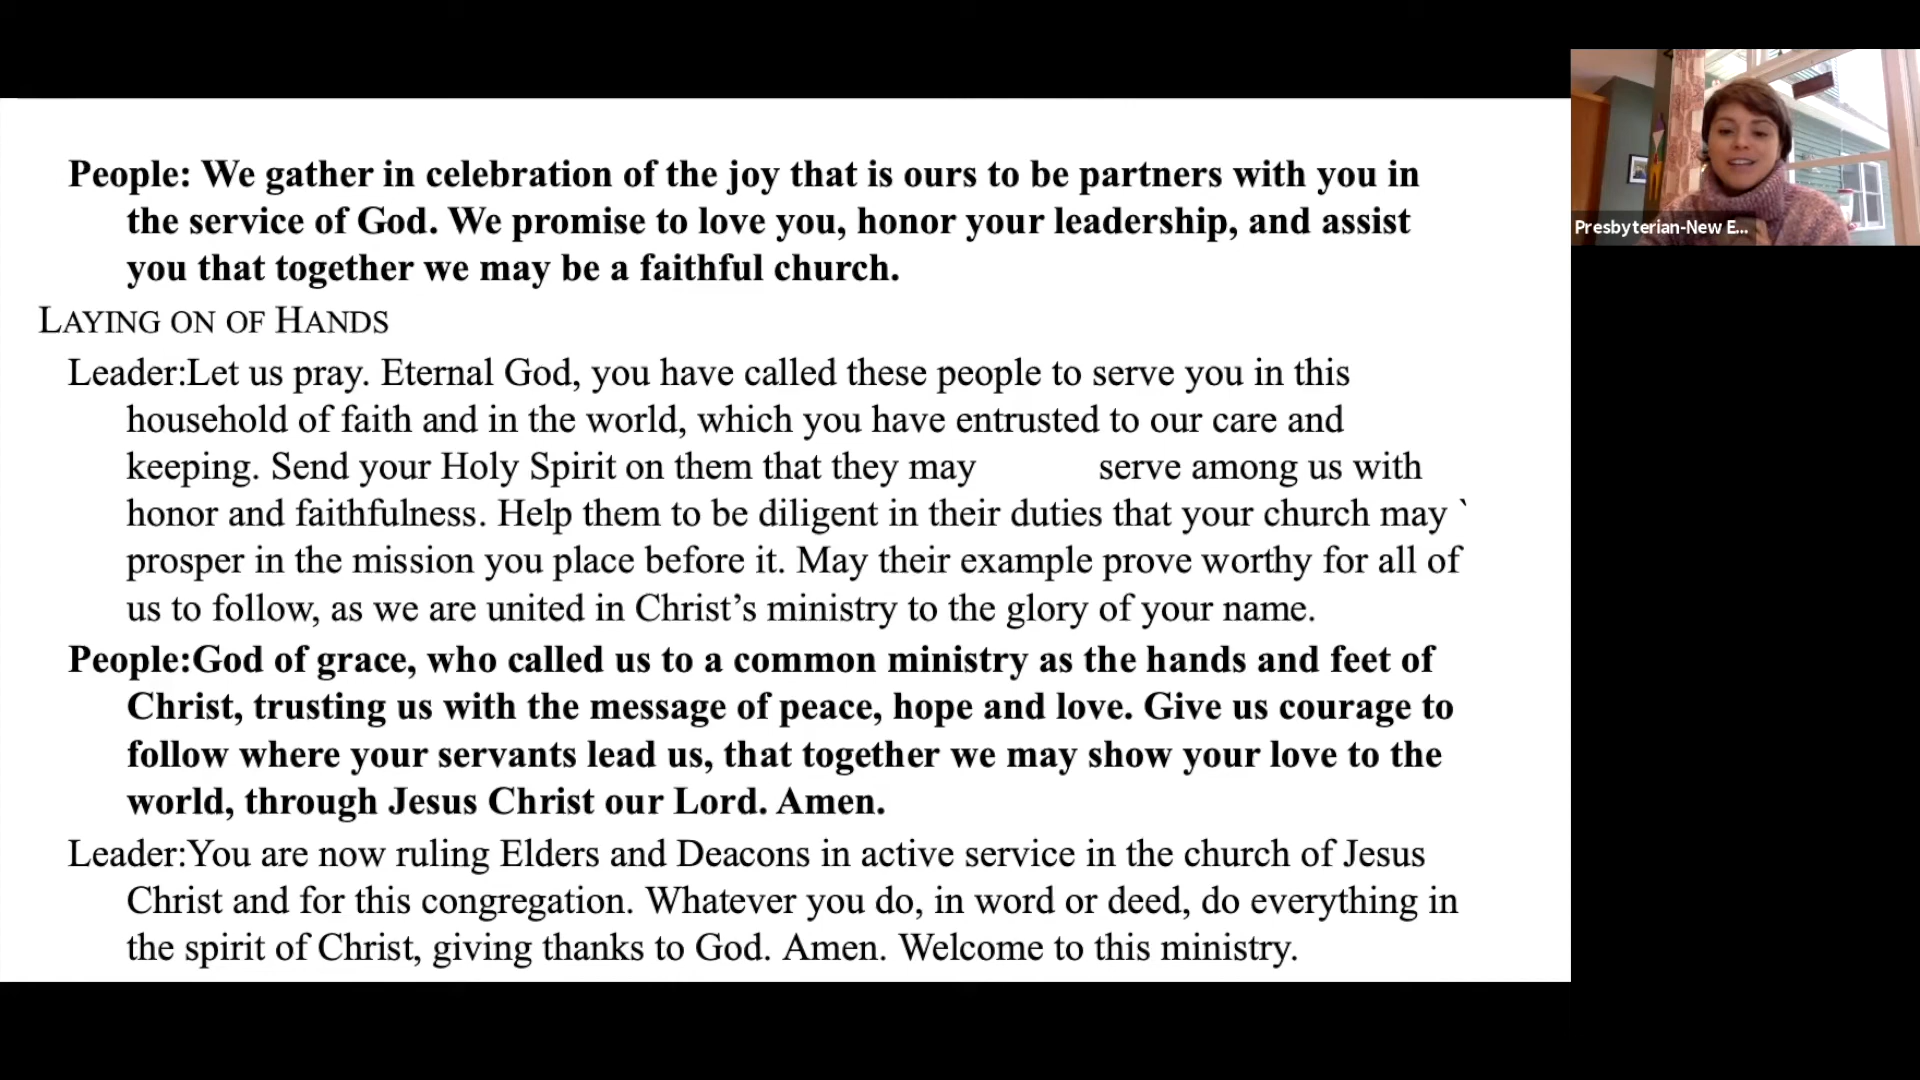 People: We gather in celebration of the joy that is ours to be partners with you in
the service of God. We promise to love you, honor your leadership, and assist
you that together we may be a faithful church.
LAYING ON OF HANDS
Leader:Let us pray. Eternal God, you have called these people to serve you in this
household of faith and in the world, which you have entrusted to our care and
keeping. Send your Holy Spirit on them that they may serve among us with
honor and faithfulness. Help them to be diligent in their duties that your church may `
prosper in the mission you place before it. May their example prove worthy for all of
us to follow, as we are united in Christ’s ministry to the glory of your name.
People:God of grace, who called us to a common ministry as the hands and feet of
Christ, trusting us with the message of peace, hope and love. Give us courage to
follow where your servants lead us, that together we may show your love to the
world, through Jesus Christ our Lord. Amen.
Leader:You are now ruling Elders and Deacons in active service in the church of Jesus
Christ and for this congregation. Whatever you do, in word or deed, do everything in
the spirit of Christ, giving thanks to God. Amen. Welcome to this ministry.
Presbyterian-New E...